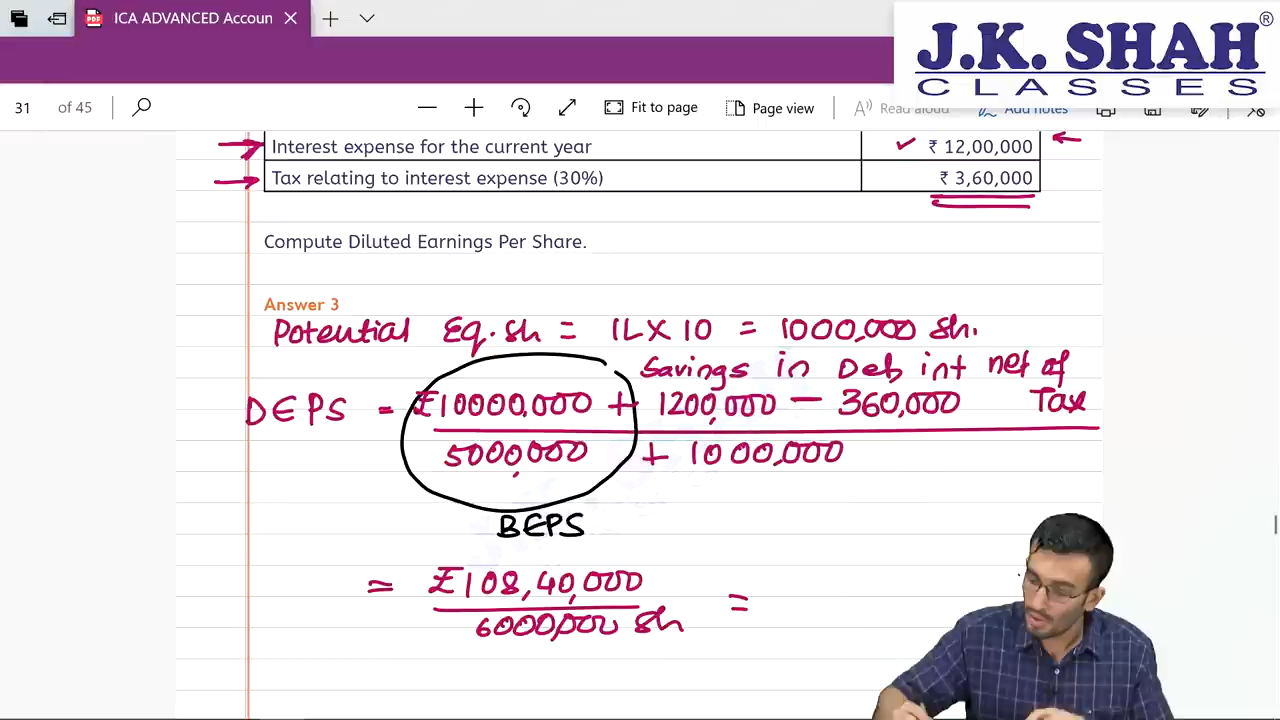 ICA ADVANCED Accoun
J.K. SHAH®
CLASSES
31 of 45
Fit to page
Page view
Read aloud
Add notes
Interest expense for the current year ₹ 12,00,000
Tax relating to interest expense (30%) ₹ 3,60,000
Compute Diluted Earnings Per Share.
Answer 3
Potential Eq. sh = 1L X 10 = 1000,000 sh.
Savings in Deb int net of Tax
DEPS = ₹10000,000 + 1200,000 - 360,000
5000,000 + 1000,000
BEPS
= ₹108,40,000 =
6000,000 sh